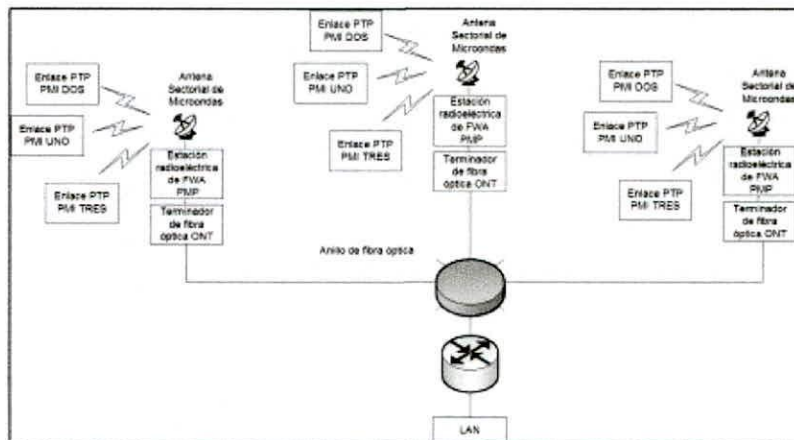 Enlace PTP
PMI DOS
Enlace PTP
PMI UNO
Enlace PTP
PMI TRES
Antena
Sectorial de
Microondas
Estación
radioeléctrica
de FWA
PMP
Terminador
de fibra
óptica ONT
Enlace PTP
PMI DOS
Enlace PTP
PMI UNO
Enlace PTP
PMI TRES
Antena
Sectorial de
Microondas
Estación
radioeléctrica
de FWA
PMP
Terminador
de fibra
óptica ONT
Enlace PTP
PMI DOS
Enlace PTP
PMI UNO
Enlace PTP
PMI TRES
Antena
Sectorial de
Microondas
Estación
radioeléctrica
de FWA
PMP
Terminador
de fibra
óptica ONT
Anillo de fibra óptica
LAN